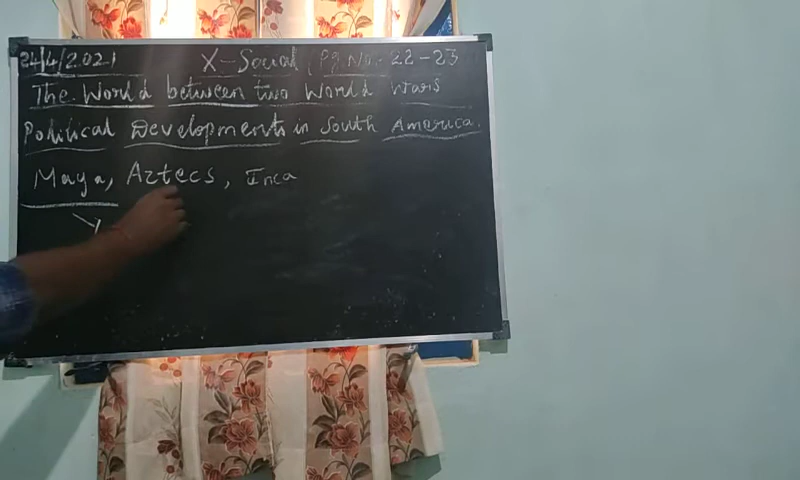 24/4/2021 X-Social, Pg.No. 22-23
The World between two World Wars
Political Developments in South America.
Maya, Aztecs, Inca